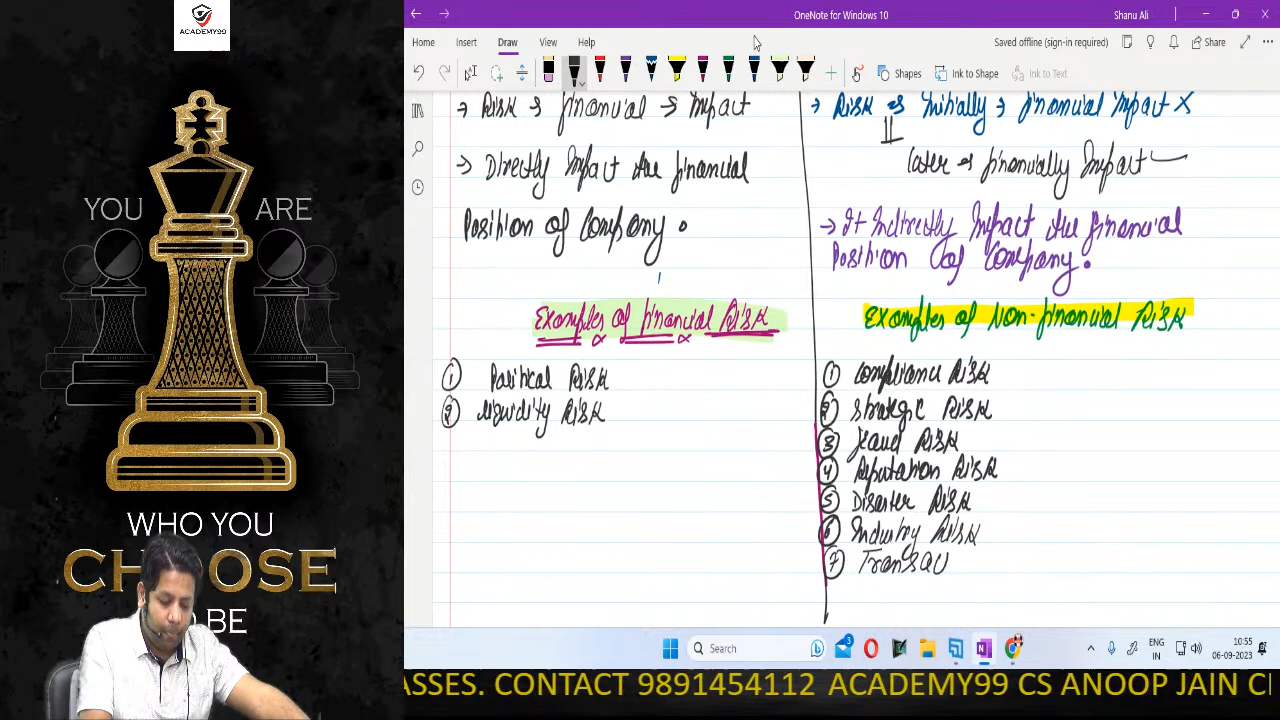 ACADEMY99
YOU ARE
WHO YOU
CHOOSE
TO BE
OneNote for Windows 10
Shanu Ali
Home Insert Draw View Help
Saved offline (sign-in required)
Share
Shapes Ink to Shape Ink to Text
→ Risk → financial → Impact
→ Directly Impact the financial
Position of Company.
Examples of financial Risk
① Political Risk
② liquidity Risk
→ Risk → Initially → financial Impact X
later → financially Impact
→ It Indirectly Impact the financial
Position of Company.
Examples of Non-financial Risk
① Compliance Risk
② Strategic Risk
③ Fraud Risk
④ Reputation Risk
⑤ Disaster Risk
⑥ Industry Risk
⑦ Transac
Search
3
ENG
IN
10:55
06-09-2023
ASSES. CONTACT 9891454112 ACADEMY99 CS ANOOP JAIN C